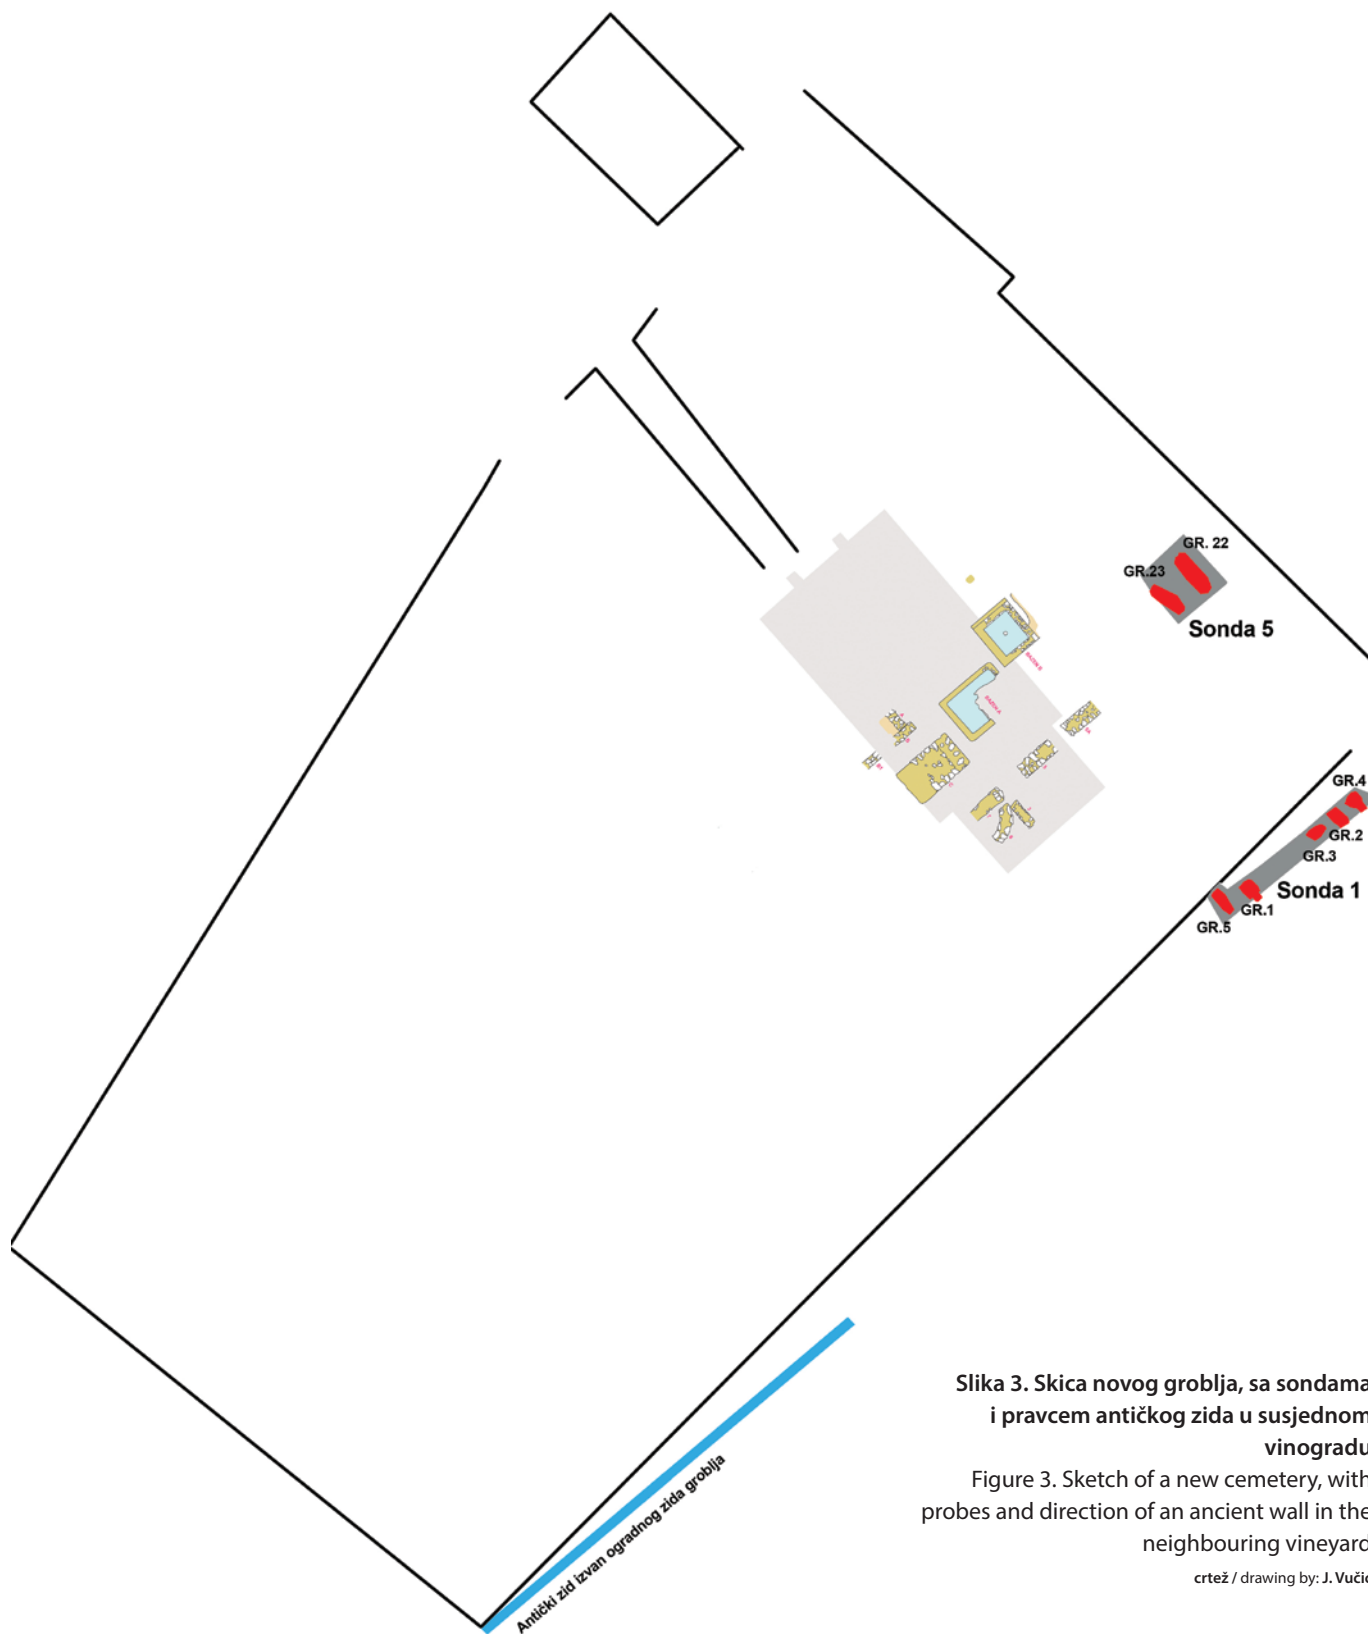 GR. 22
GR.23
Sonda 5
BAZEN B
BAZEN A
GR.4
GR.2
GR.3
Sonda 1
GR.1
GR.5
Antički zid izvan ogradnog zida groblja
Slika 3. Skica novog groblja, sa sondama
i pravcem antičkog zida u susjednom
vinogradu
Figure 3. Sketch of a new cemetery, with
probes and direction of an ancient wall in the
neighbouring vineyard
crtež / drawing by: J. Vučić